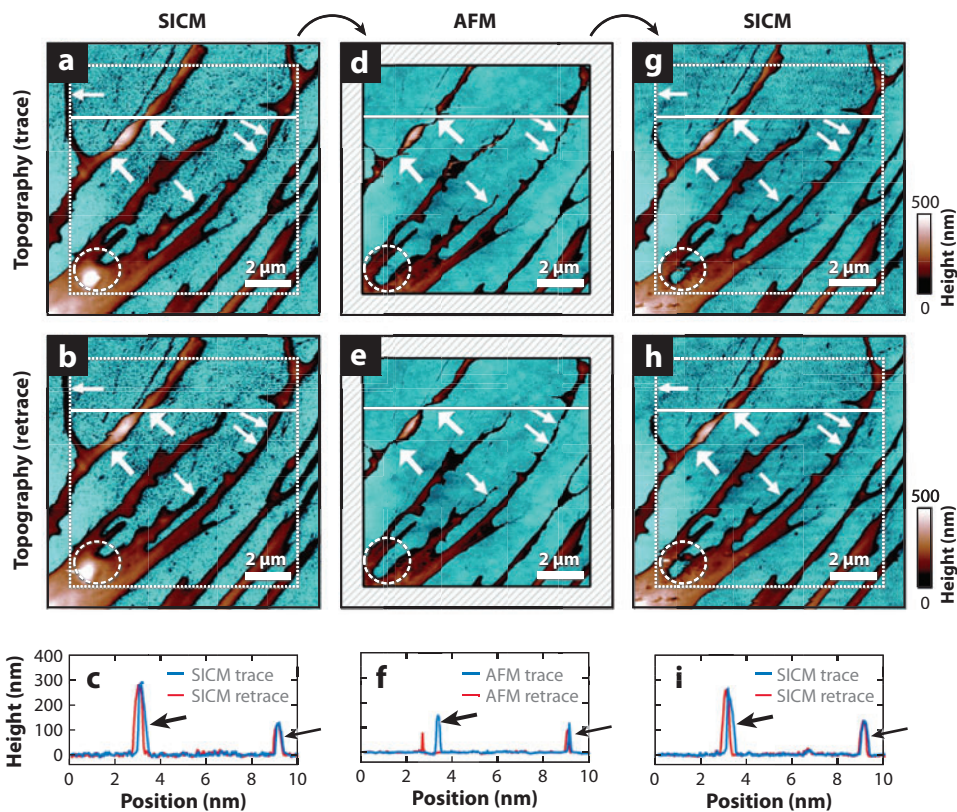 SICM AFM SICM
a d g
Topography (trace)
2 µm 2 µm 2 µm
500
Height (nm)
0
b e h
Topography (retrace)
2 µm 2 µm 2 µm
500
Height (nm)
0
400
300
200
100
0
Height (nm)
c
SICM trace
SICM retrace
0 2 4 6 8 10
Position (nm)
f
AFM trace
AFM retrace
0 2 4 6 8 10
Position (nm)
i
SICM trace
SICM retrace
0 2 4 6 8 10
Position (nm)